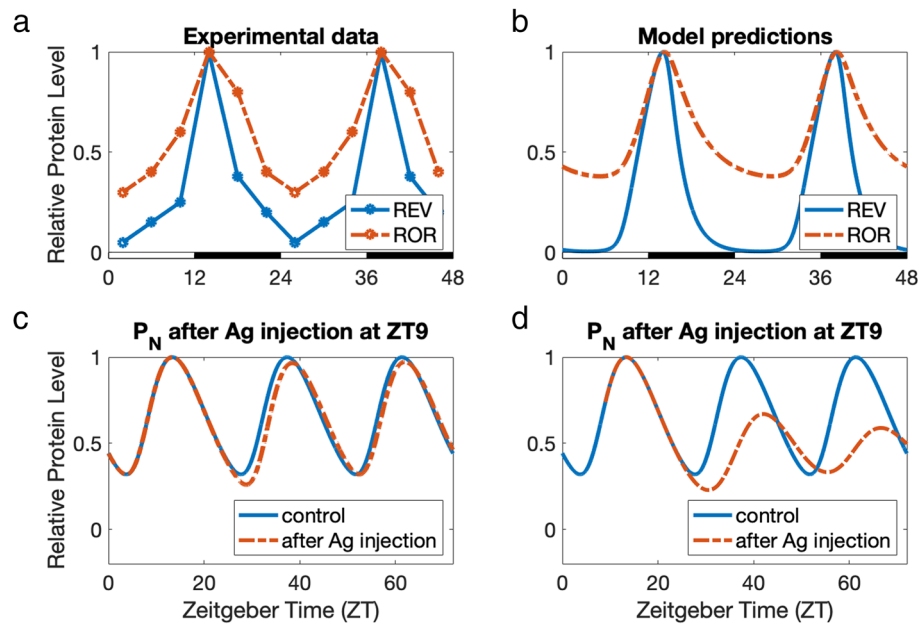 a
Experimental data
Relative Protein Level
1
0.5
0
0
12
24
36
48
REV
ROR
b
Model predictions
1
0.5
0
0
12
24
36
48
REV
ROR
c
P_N after Ag injection at ZT9
Relative Protein Level
1
0.5
0
0
20
40
60
control
after Ag injection
Zeitgeber Time (ZT)
d
P_N after Ag injection at ZT9
1
0.5
0
0
20
40
60
control
after Ag injection
Zeitgeber Time (ZT)